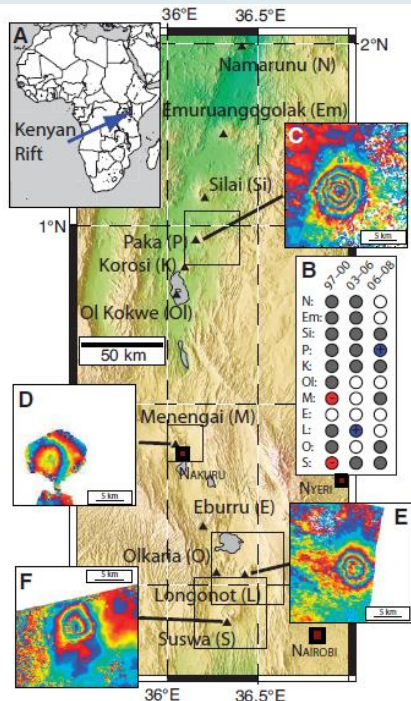 36°E 36.5°E
A
Kenyan
Rift
2°N
Namarunu (N)
Emuruangogolak (Em)
C
5 km
Silai (Si)
1°N
Paka (P)
Korosi (K)
Ol Kokwe (Ol)
50 km
B
97-00 03-06 06-08
N:
Em:
Si:
P: +
K:
Ol:
M: -
E:
L: +
O:
S: -
D
5 km
Menengai (M)
NAKURU
NYERI
Eburru (E)
E
5 km
Olkaria (O)
Longonot (L)
F
5 km
Suswa (S)
NAIROBI
36°E 36.5°E